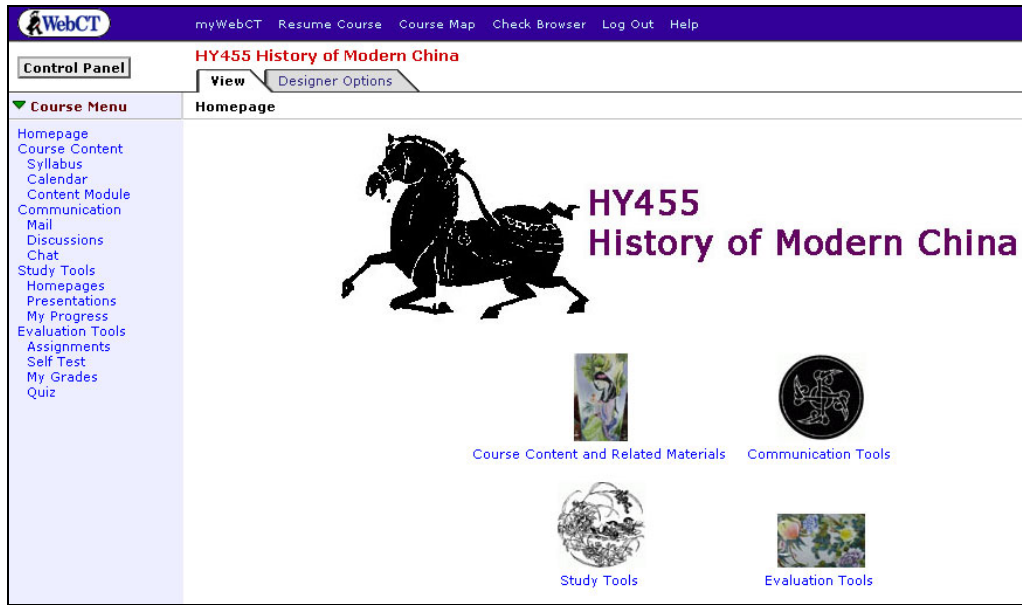 WebCT
myWebCT Resume Course Course Map Check Browser Log Out Help
Control Panel
HY455 History of Modern China
View Designer Options
Course Menu
Homepage
Homepage
Course Content
Syllabus
Calendar
Content Module
Communication
Mail
Discussions
Chat
Study Tools
Homepages
Presentations
My Progress
Evaluation Tools
Assignments
Self Test
My Grades
Quiz
HY455
History of Modern China
Course Content and Related Materials Communication Tools
Study Tools Evaluation Tools